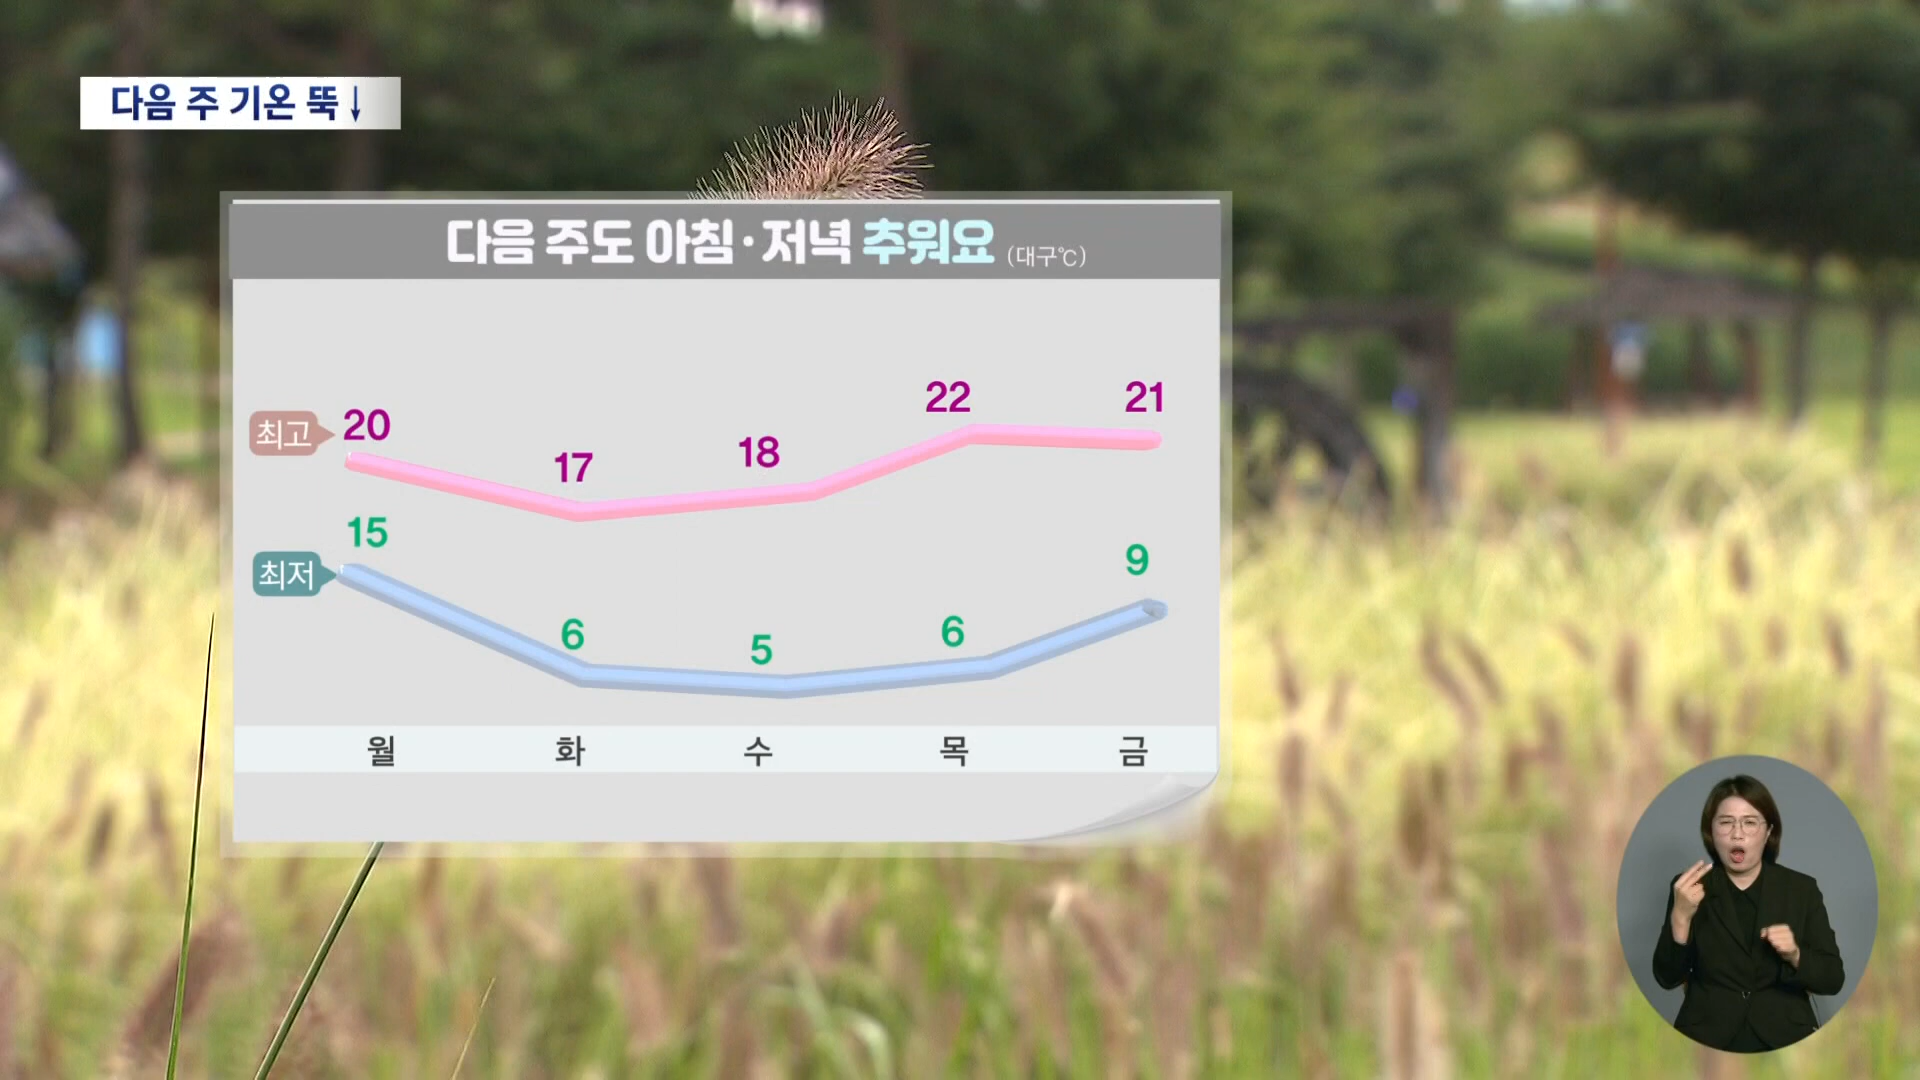 다음 주 기온 뚝↓
다음 주도 아침·저녁 추워요 (대구℃)
최고 20 17 18 22 21
최저 15 6 5 6 9
월 화 수 목 금